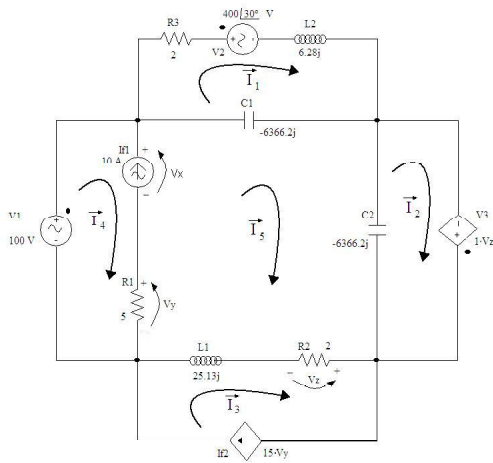 400/30° V
R3
L2
V2
2
6.28j
I1
C1
-6366.2j
If1
10 A
Vx
V1
100 V
I4
I5
C2
-6366.2j
I2
V3
1·Vz
R1
5
Vy
L1
25.13j
R2
2
Vz
I3
If2
15·Vy